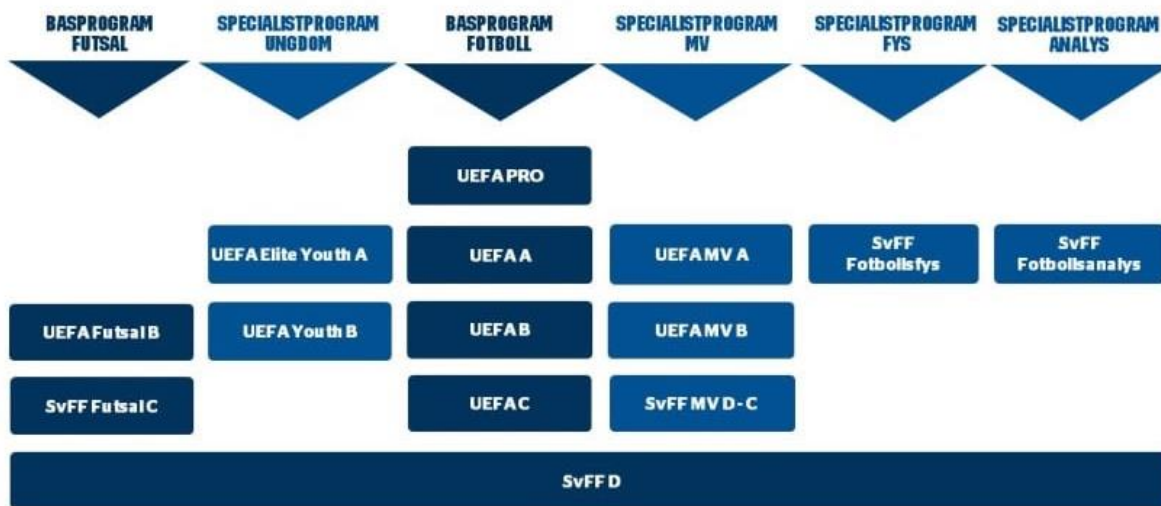 BASPROGRAM
FUTSAL
SPECIALISTPROGRAM
UNGDOM
BASPROGRAM
FOTBOLL
SPECIALISTPROGRAM
MV
SPECIALISTPROGRAM
FYS
SPECIALISTPROGRAM
ANALYS
UEFA PRO
UEFA Elite Youth A
UEFA A
UEFA MV A
SvFF
Fotbollsfys
SvFF
Fotbollsanalys
UEFA Futsal B
UEFA Youth B
UEFA B
UEFA MV B
SvFF Futsal C
UEFA C
SvFF MV D - C
SvFF D